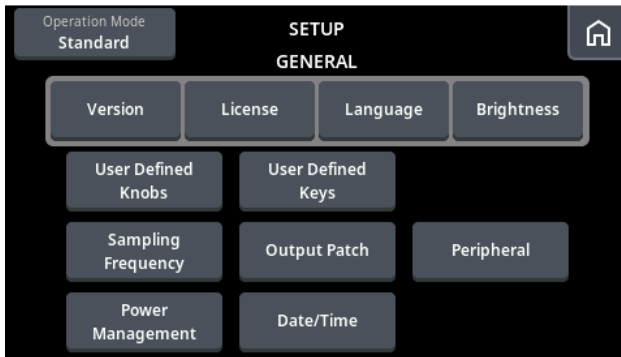 Operation Mode
Standard
SETUP
GENERAL
Version
License
Language
Brightness
User Defined
Knobs
User Defined
Keys
Sampling
Frequency
Output Patch
Peripheral
Power
Management
Date/Time